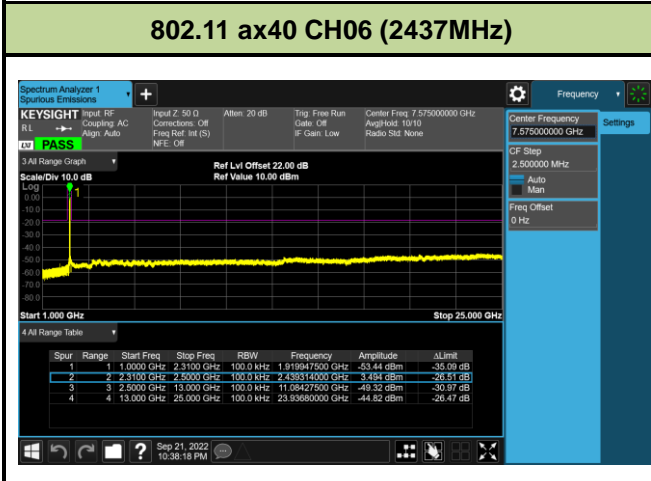 802.11 ax40 CH06 (2437MHz)
Spectrum Analyzer 1
Spurious Emissions
Frequency
KEYSIGHT
R L
LXI
PASS
Input: RF
Coupling: AC
Align: Auto
Input Z: 50 Ω
Corrections: Off
Freq Ref: Int (S)
NFE: Off
Atten: 20 dB
Trig: Free Run
Gate: Off
IF Gain: Low
Center Freq: 7.575000000 GHz
Avg|Hold: 10/10
Radio Std: None
Center Frequency
7.575000000 GHz
Settings
CF Step
2.500000 MHz
Auto
Man
Freq Offset
0 Hz
3 All Range Graph
Ref Lvl Offset 22.00 dB
Scale/Div 10.0 dB
Ref Value 10.00 dBm
Log
1
0.00
-10.0
-20.0
-30.0
-40.0
-50.0
-60.0
-70.0
-80.0
Start 1.000 GHz
Stop 25.000 GHz
4 All Range Table
Spur Range Start Freq Stop Freq RBW Frequency Amplitude ΔLimit
1 1 1.0000 GHz 2.3100 GHz 100.0 kHz 1.919947500 GHz -53.44 dBm -35.09 dB
2 2 2.3100 GHz 2.5000 GHz 100.0 kHz 2.439314000 GHz 3.494 dBm -26.51 dB
3 3 2.5000 GHz 13.000 GHz 100.0 kHz 11.08427500 GHz -49.32 dBm -30.97 dB
4 4 13.000 GHz 25.000 GHz 100.0 kHz 23.93680000 GHz -44.82 dBm -26.47 dB
Sep 21, 2022
10:38:18 PM